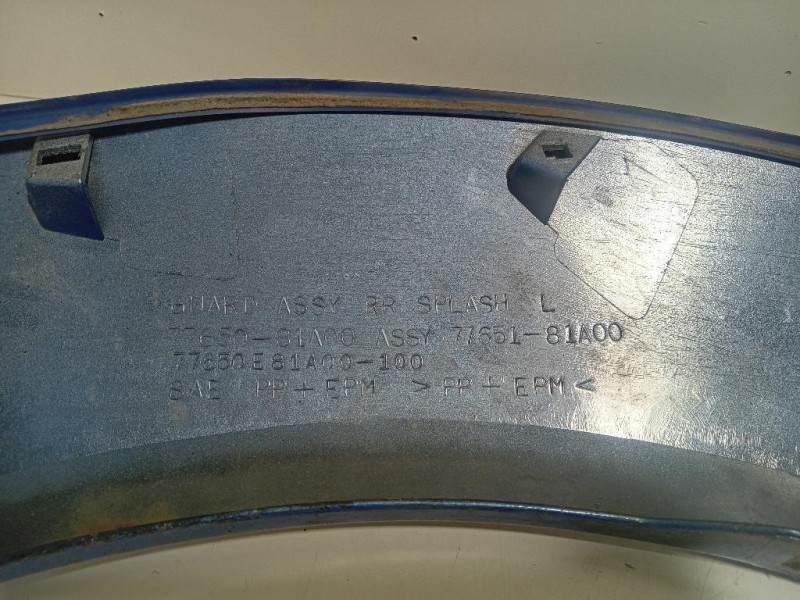 GUARD ASSY RR SPLASH L
77650-81A00 ASSY 77651-81A00
77650E81A00-100
SAE PP + EPM > PP + EPM <